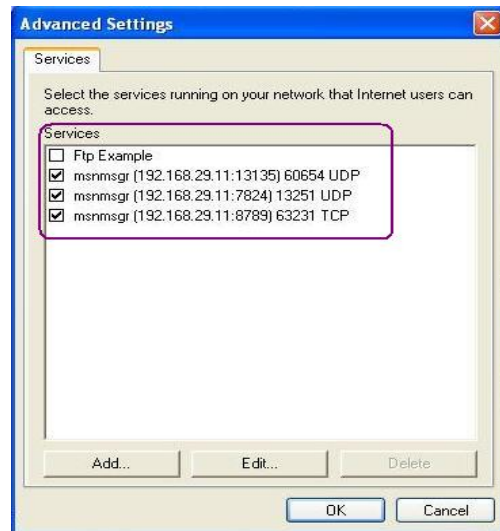 Advanced Settings
Services
Select the services running on your network that Internet users can
access.
Services
Ftp Example
msnmsgr (192.168.29.11:13135) 60654 UDP
msnmsgr (192.168.29.11:7824) 13251 UDP
msnmsgr (192.168.29.11:8789) 63231 TCP
Add... Edit... Delete
OK Cancel